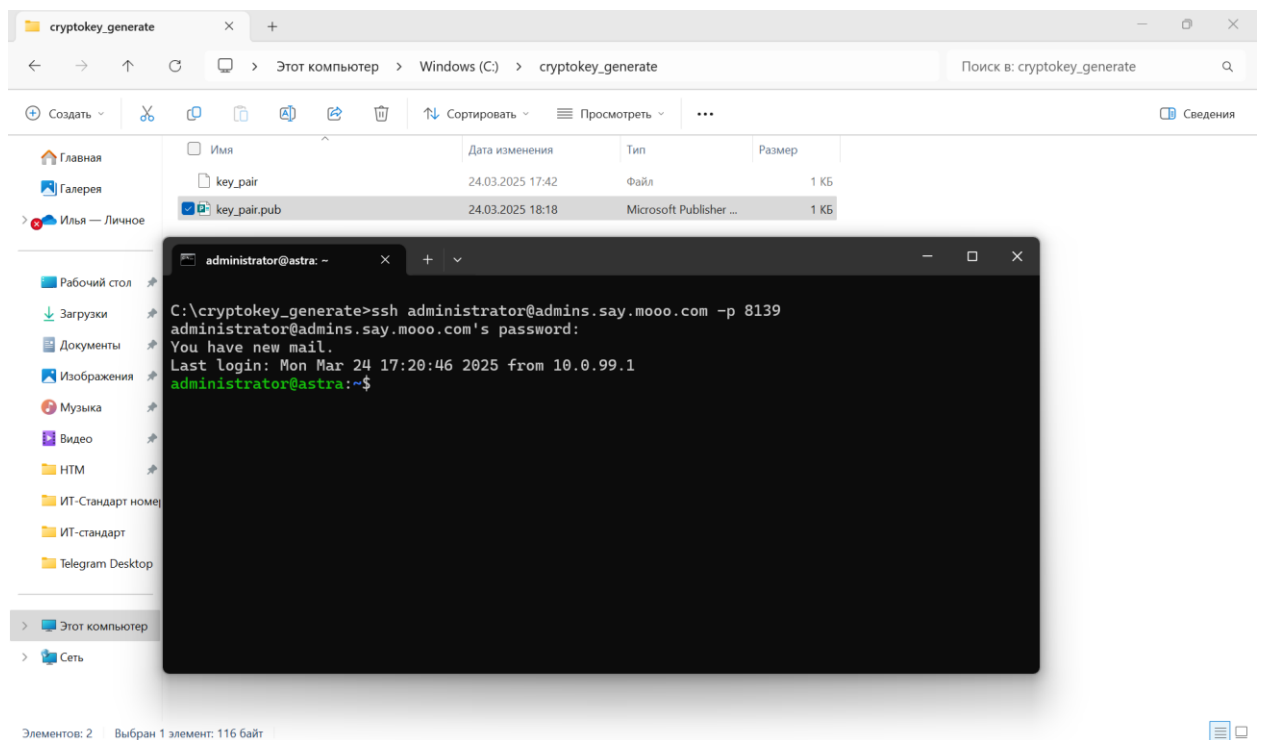 cryptokey_generate
Этот компьютер > Windows (C:) > cryptokey_generate
Поиск в: cryptokey_generate
Создать
Сортировать
Просмотреть
Сведения
Имя
Дата изменения
Тип
Размер
Главная
Галерея
Илья — Личное
Рабочий стол
Загрузки
Документы
Изображения
Музыка
Видео
НТМ
ИТ-Стандарт номер
ИТ-стандарт
Telegram Desktop
Этот компьютер
Сеть
key_pair 24.03.2025 17:42 Файл 1 КБ
key_pair.pub 24.03.2025 18:18 Microsoft Publisher ... 1 КБ
administrator@astra: ~
C:\cryptokey_generate>ssh administrator@admins.say.mooo.com -p 8139
administrator@admins.say.mooo.com's password:
You have new mail.
Last login: Mon Mar 24 17:20:46 2025 from 10.0.99.1
administrator@astra:~$
Элементов: 2 Выбран 1 элемент: 116 байт